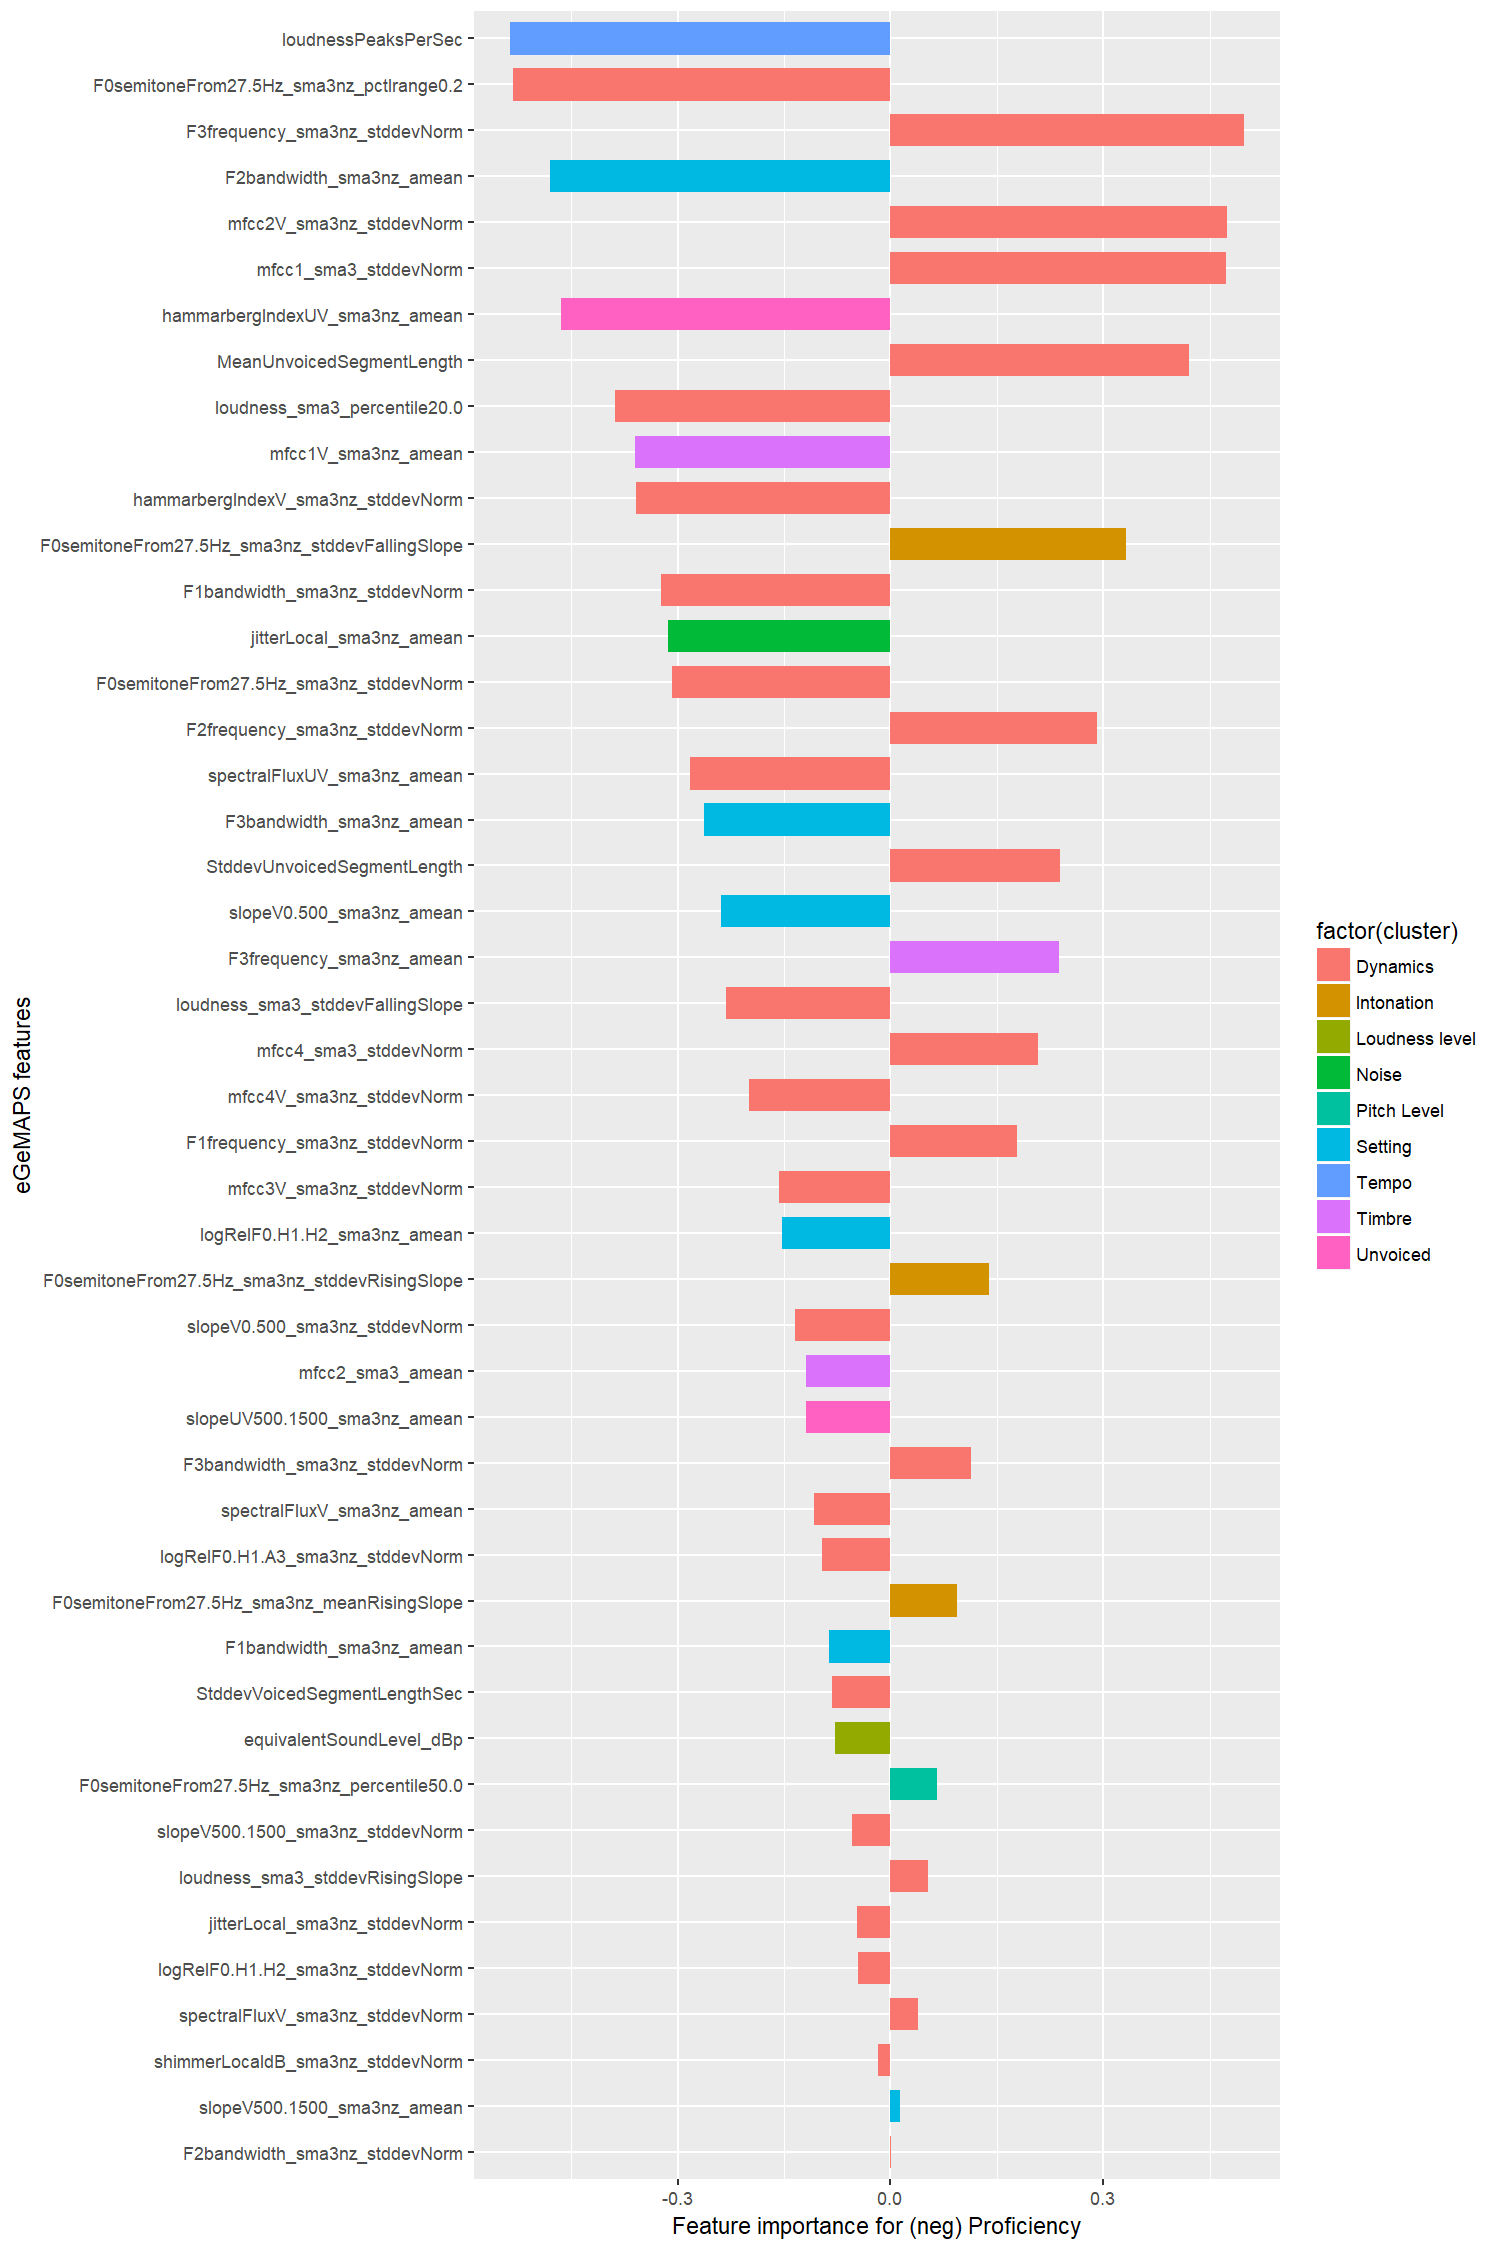 loudnessPeaksPerSec
F0semitoneFrom27.5Hz_sma3nz_pctlrange0.2
F3frequency_sma3nz_stddevNorm
F2bandwidth_sma3nz_amean
mfcc2V_sma3nz_stddevNorm
mfcc1_sma3_stddevNorm
hammarbergIndexUV_sma3nz_amean
MeanUnvoicedSegmentLength
loudness_sma3_percentile20.0
mfcc1V_sma3nz_amean
hammarbergIndexV_sma3nz_stddevNorm
F0semitoneFrom27.5Hz_sma3nz_stddevFallingSlope
F1bandwidth_sma3nz_stddevNorm
jitterLocal_sma3nz_amean
F0semitoneFrom27.5Hz_sma3nz_stddevNorm
F2frequency_sma3nz_stddevNorm
spectralFluxUV_sma3nz_amean
F3bandwidth_sma3nz_amean
StddevUnvoicedSegmentLength
slopeV0.500_sma3nz_amean
F3frequency_sma3nz_amean
loudness_sma3_stddevFallingSlope
mfcc4_sma3_stddevNorm
mfcc4V_sma3nz_stddevNorm
F1frequency_sma3nz_stddevNorm
mfcc3V_sma3nz_stddevNorm
logRelF0.H1.H2_sma3nz_amean
F0semitoneFrom27.5Hz_sma3nz_stddevRisingSlope
slopeV0.500_sma3nz_stddevNorm
mfcc2_sma3_amean
slopeUV500.1500_sma3nz_amean
F3bandwidth_sma3nz_stddevNorm
spectralFluxV_sma3nz_amean
logRelF0.H1.A3_sma3nz_stddevNorm
F0semitoneFrom27.5Hz_sma3nz_meanRisingSlope
F1bandwidth_sma3nz_amean
StddevVoicedSegmentLengthSec
equivalentSoundLevel_dBp
F0semitoneFrom27.5Hz_sma3nz_percentile50.0
slopeV500.1500_sma3nz_stddevNorm
loudness_sma3_stddevRisingSlope
jitterLocal_sma3nz_stddevNorm
logRelF0.H1.H2_sma3nz_stddevNorm
spectralFluxV_sma3nz_stddevNorm
shimmerLocaldB_sma3nz_stddevNorm
slopeV500.1500_sma3nz_amean
F2bandwidth_sma3nz_stddevNorm
eGeMAPS features
-0.3 0.0 0.3
Feature importance for (neg) Proficiency
factor(cluster)
Dynamics
Intonation
Loudness level
Noise
Pitch Level
Setting
Tempo
Timbre
Unvoiced